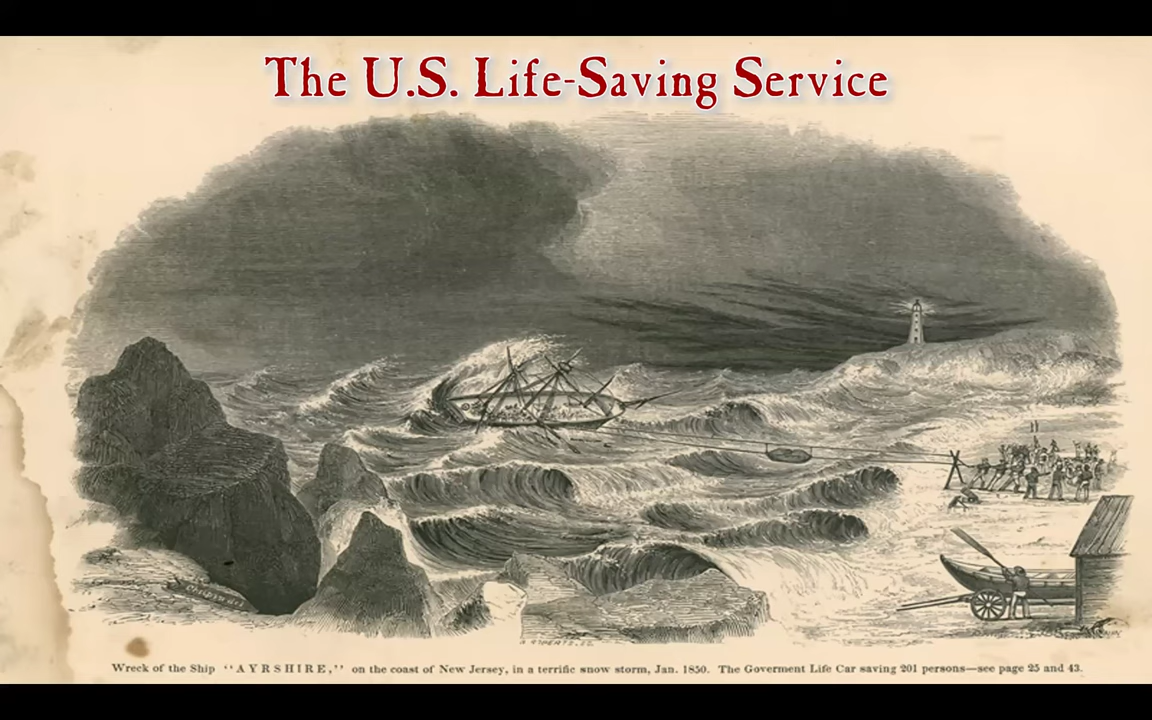 The U.S. Life-Saving Service
Wreck of the Ship "AYRSHIRE," on the coast of New Jersey, in a terrific snow storm, Jan. 1850. The Goverment Life Car saving 201 persons—see page 25 and 43.